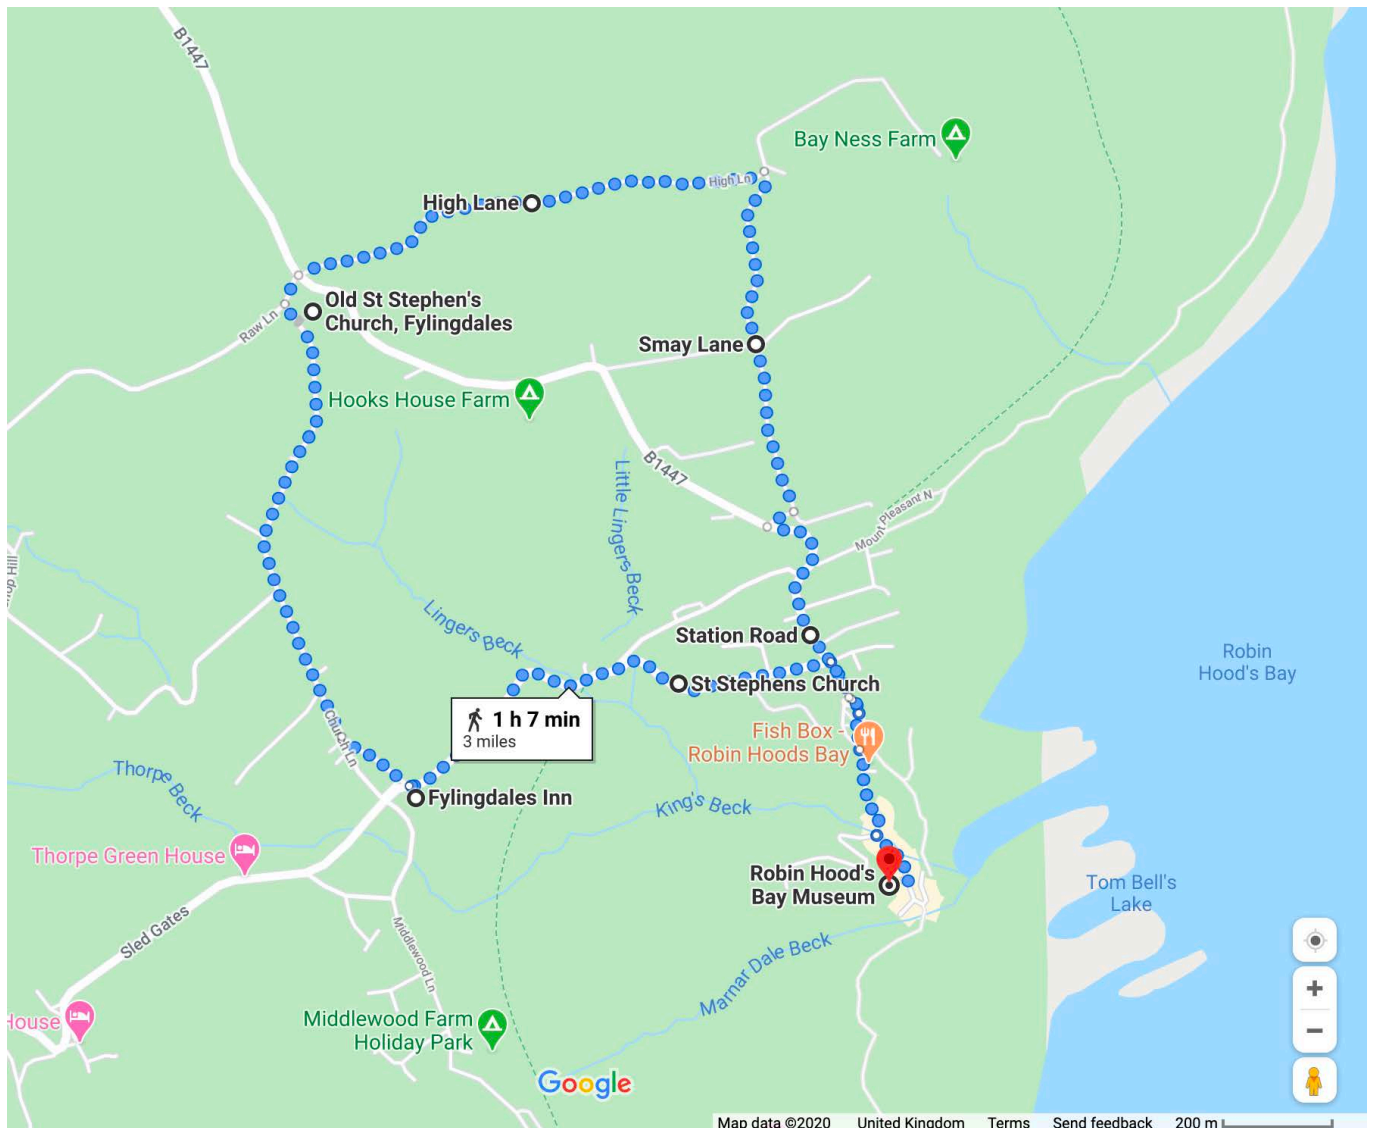 B1447
Bay Ness Farm
High Ln
High Lane
Old St Stephen's
Church, Fylingdales
Raw Ln
Smay Lane
Hooks House Farm
B1447
Little Lingers Beck
Mount Pleasant N
Lingers Beck
Station Road
Robin
Hood's Bay
St Stephens Church
1 h 7 min
3 miles
Church Ln
Fish Box -
Robin Hoods Bay
Thorpe Beck
Fylingdales Inn
King's Beck
Thorpe Green House
Robin Hood's
Bay Museum
Tom Bell's
Lake
Sled Gates
Middlewood Ln
Marnar Dale Beck
House
Middlewood Farm
Holiday Park
Google
Map data ©2020 United Kingdom Terms Send feedback 200 m